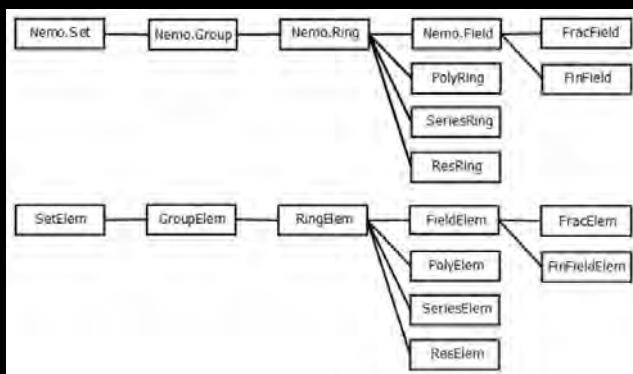 Nemo.Set Nemo.Group Nemo.Ring Nemo.Field FracField
PolyRing FinField
SeriesRing
ResRing
SetElem GroupElem RingElem FieldElem FracElem
PolyElem FinFieldElem
SeriesElem
ResElem